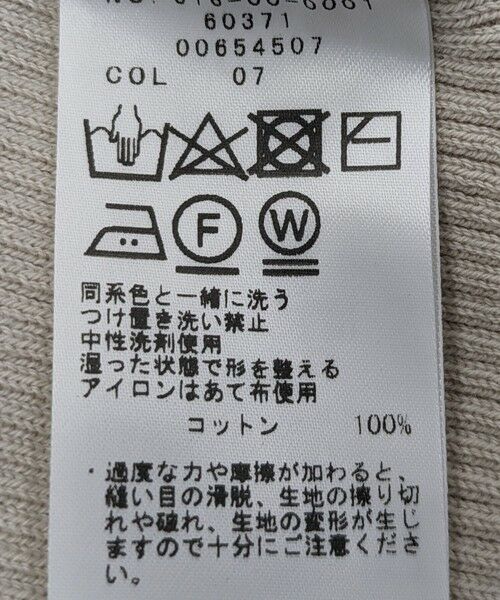 60371
00654507
COL 07
F W
同系色と一緒に洗う
つけ置き洗い禁止
中性洗剤使用
湿った状態で形を整える
アイロンはあて布使用
コットン 100%
・過度な力や摩擦が加わると、
縫い目の滑脱、生地の擦り切
れや破れ、生地の変形が生じ
ますので十分にご注意くださ
い。